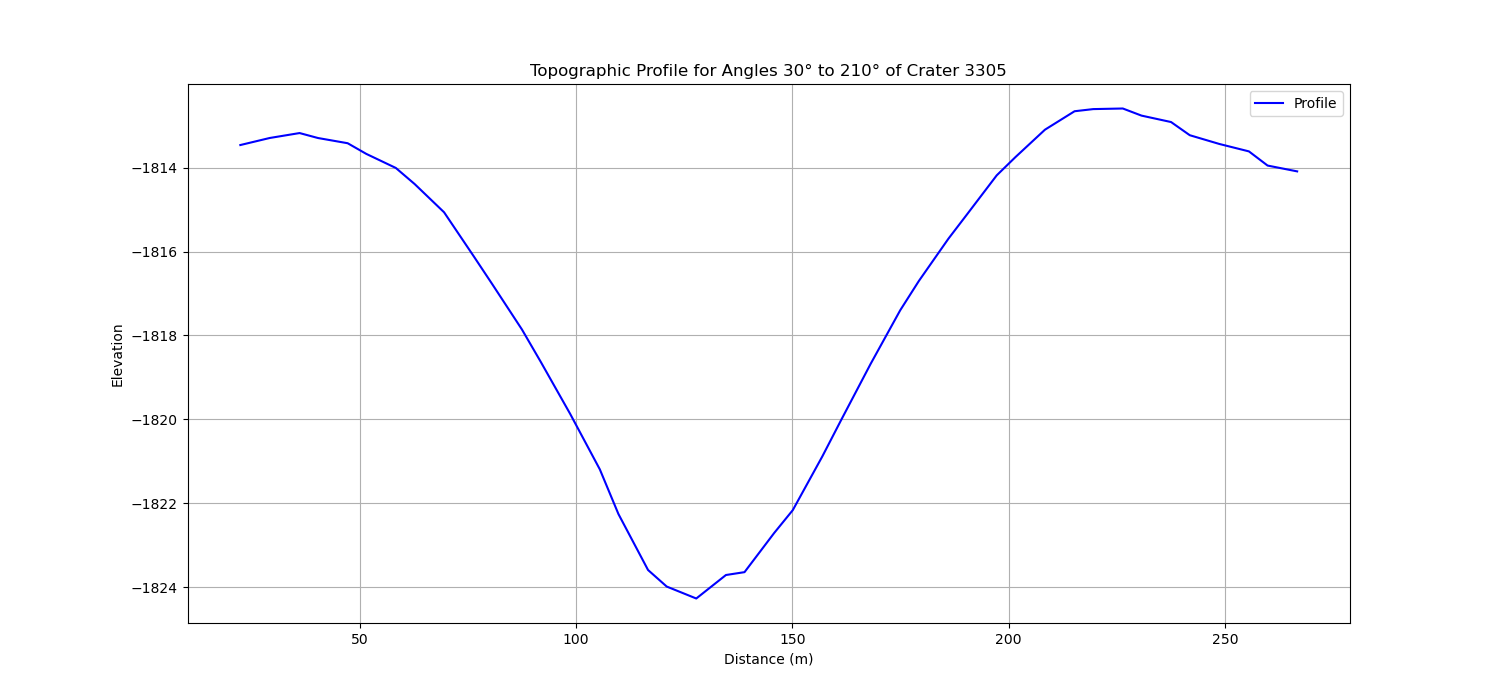 Topographic Profile for Angles 30° to 210° of Crater 3305
Profile
−1814
−1816
−1818
−1820
−1822
−1824
Elevation
50 100 150 200 250
Distance (m)